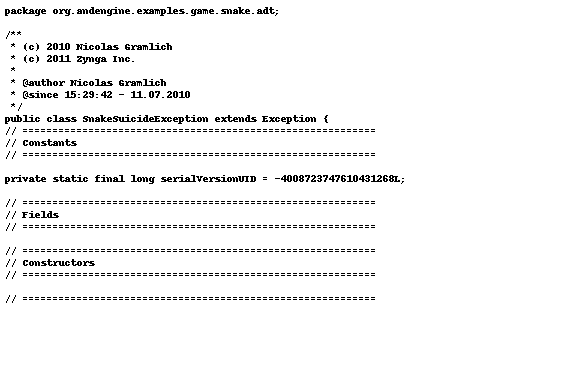 package org.andengine.examples.game.snake.adt;

/**
 * (c) 2010 Nicolas Gramlich
 * (c) 2011 Zynga Inc.
 *
 * @author Nicolas Gramlich
 * @since 15:29:42 - 11.07.2010
 */
public class SnakeSuicideException extends Exception {
// ===========================================================
// Constants
// ===========================================================

private static final long serialVersionUID = -4008723747610431268L;

// ===========================================================
// Fields
// ===========================================================

// ===========================================================
// Constructors
// ===========================================================

// ===========================================================